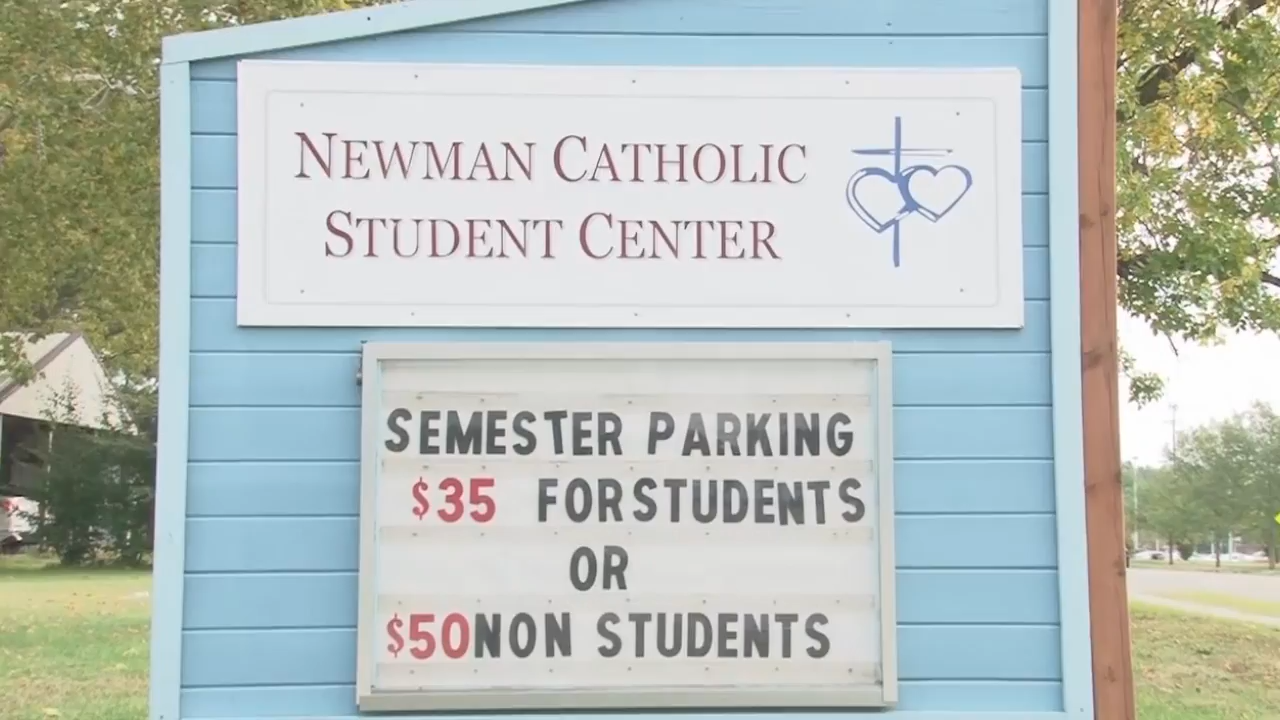 NEWMAN CATHOLIC
STUDENT CENTER
SEMESTER PARKING
$35 FOR STUDENTS
OR
$50 NON STUDENTS